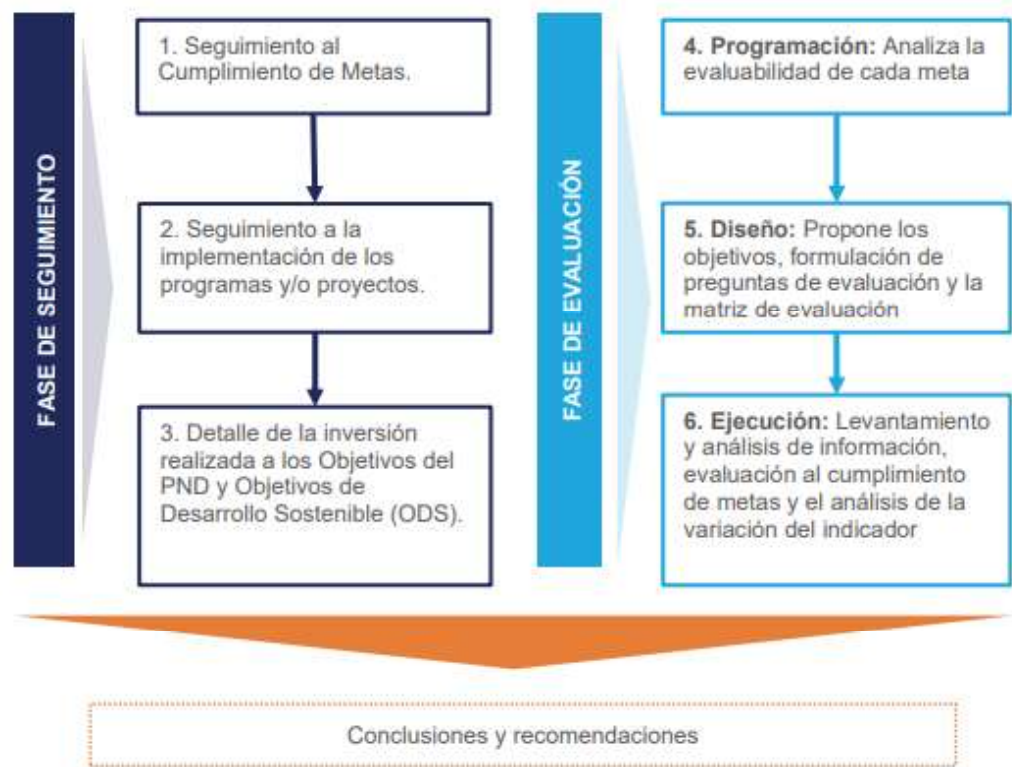 FASE DE SEGUIMIENTO
1. Seguimiento al
Cumplimiento de Metas.
2. Seguimiento a la
implementación de los
programas y/o proyectos.
3. Detalle de la inversión
realizada a los Objetivos del
PND y Objetivos de
Desarrollo Sostenible (ODS).
FASE DE EVALUACIÓN
4. Programación: Analiza la
evaluabilidad de cada meta
5. Diseño: Propone los
objetivos, formulación de
preguntas de evaluación y la
matriz de evaluación
6. Ejecución: Levantamiento
y análisis de información,
evaluación al cumplimiento
de metas y el análisis de la
variación del indicador
Conclusiones y recomendaciones